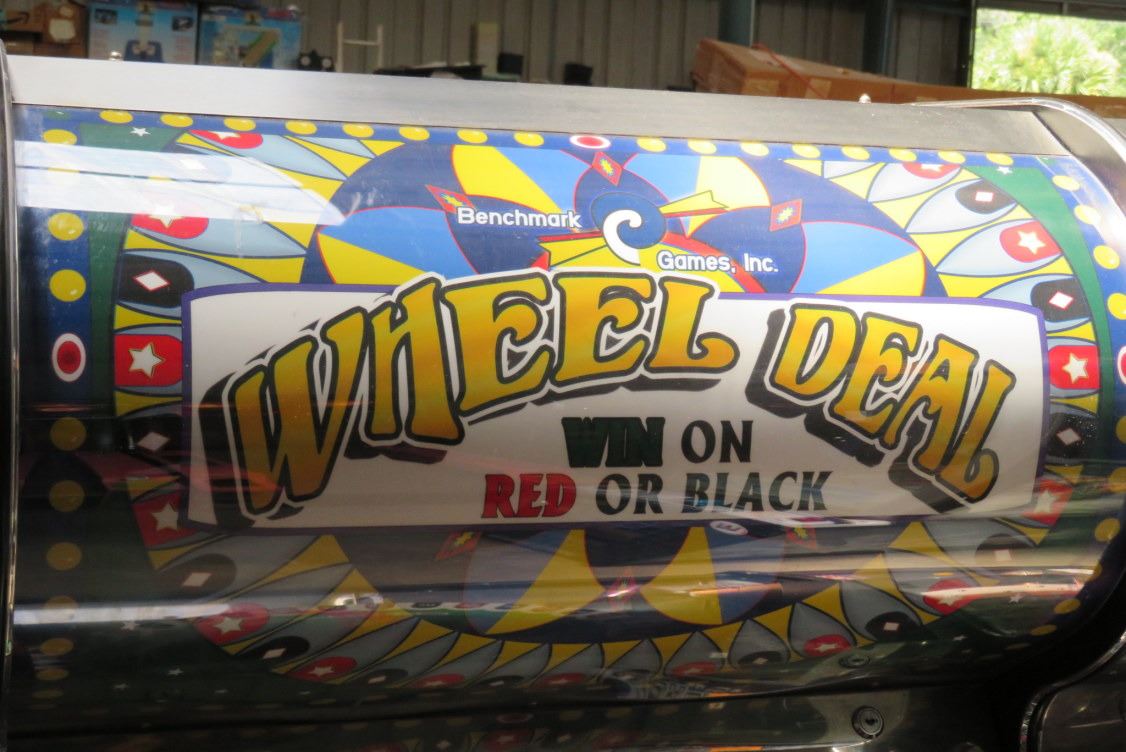 Benchmark
Games, Inc.
WHEEL DEAL
WIN ON
RED OR BLACK